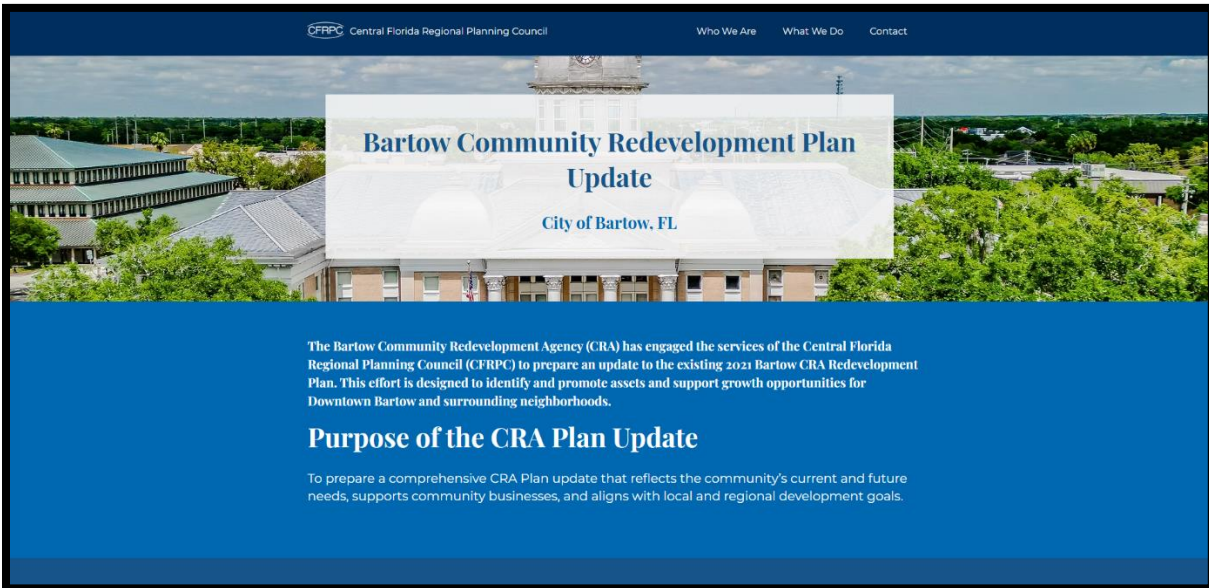 CFRPC Central Florida Regional Planning Council
Who We Are What We Do Contact
Bartow Community Redevelopment Plan
Update
City of Bartow, FL
The Bartow Community Redevelopment Agency (CRA) has engaged the services of the Central Florida
Regional Planning Council (CFRPC) to prepare an update to the existing 2021 Bartow CRA Redevelopment
Plan. This effort is designed to identify and promote assets and support growth opportunities for
Downtown Bartow and surrounding neighborhoods.
Purpose of the CRA Plan Update
To prepare a comprehensive CRA Plan update that reflects the community’s current and future
needs, supports community businesses, and aligns with local and regional development goals.